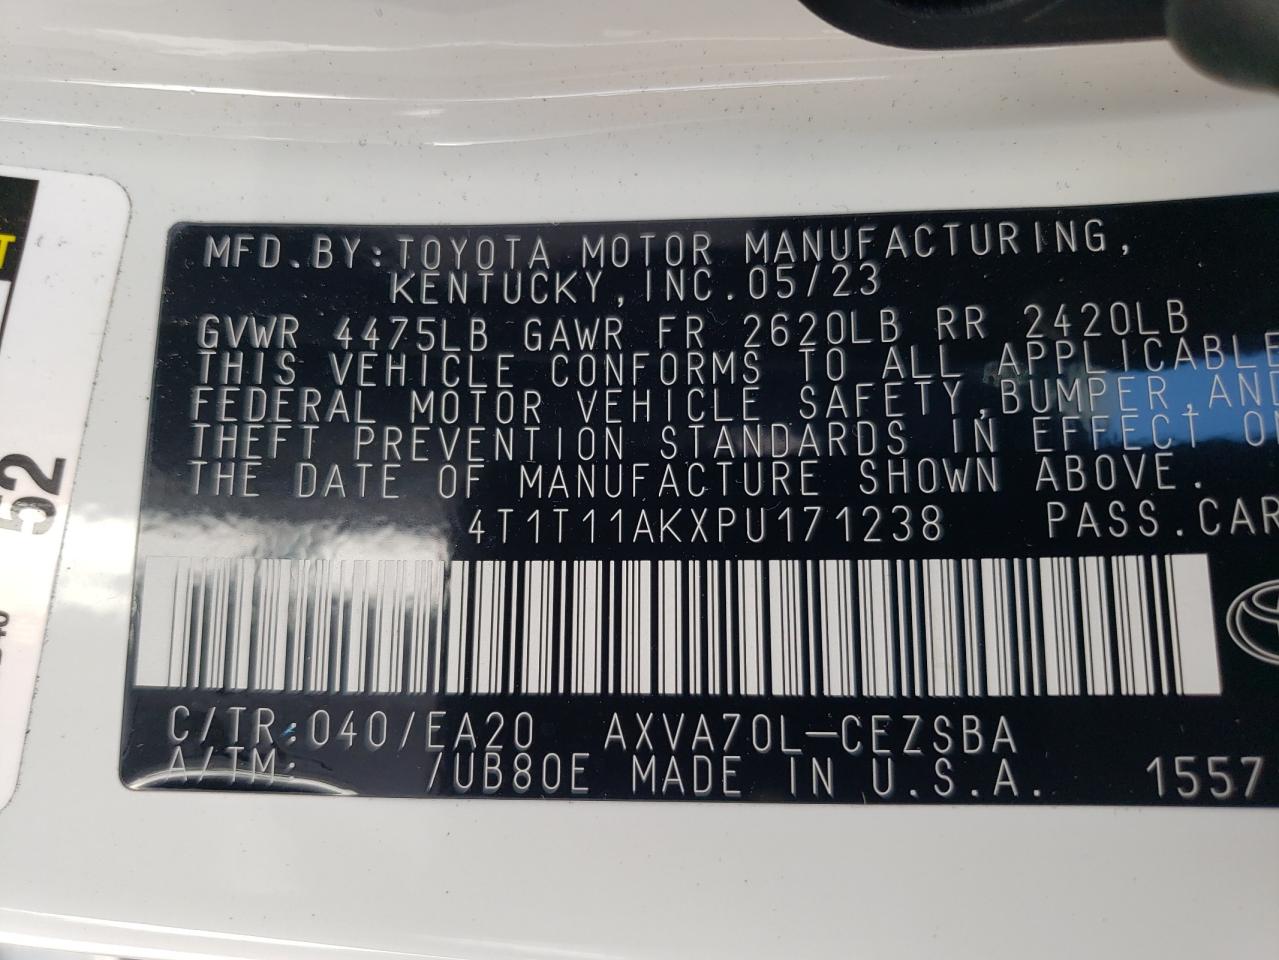 MFD.BY:TOYOTA MOTOR MANUFACTURING,
KENTUCKY,INC.05/23
GVWR 4475LB GAWR FR 2620LB RR 2420LB
THIS VEHICLE CONFORMS TO ALL APPLICABLE
FEDERAL MOTOR VEHICLE SAFETY,BUMPER,AND
THEFT PREVENTION STANDARDS IN EFFECT ON
THE DATE OF MANUFACTURE SHOWN ABOVE.
4T1T11AKXPU171238 PASS.CAR
C/TR:040/EA20 AXVA70L-CEZSBA
A/TM: /UB80E MADE IN U.S.A. 1557
52